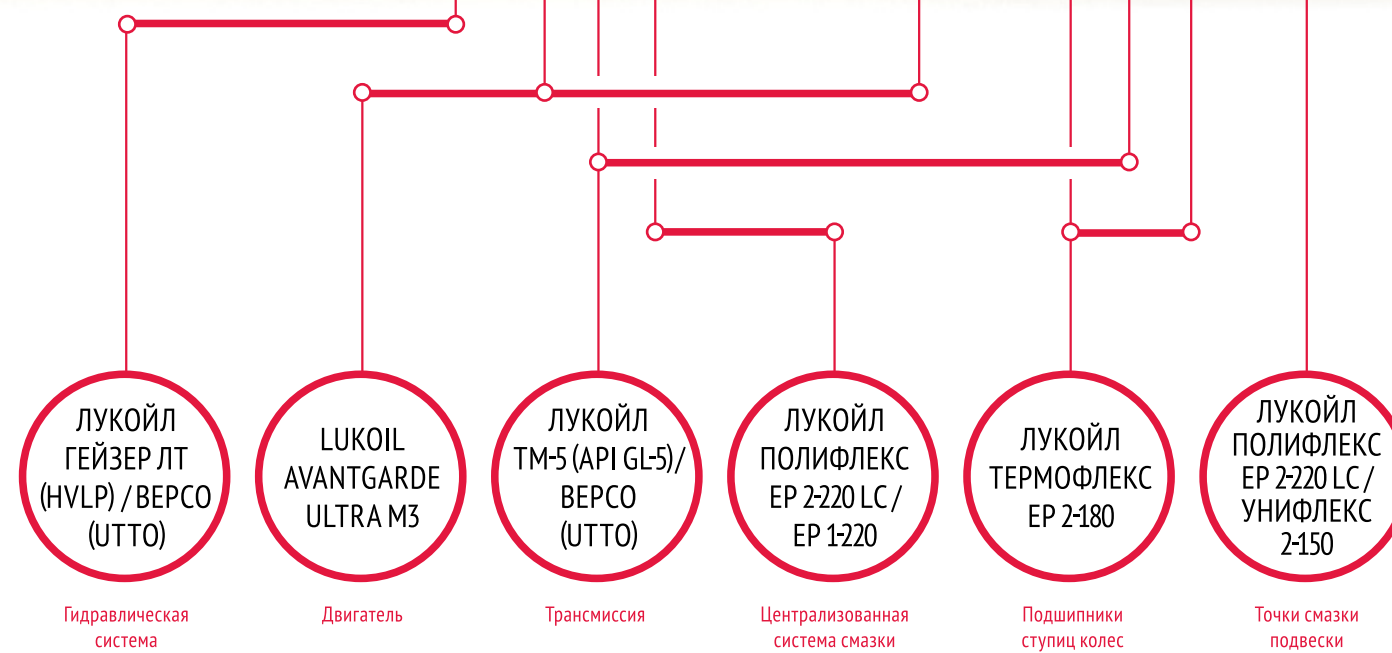 ЛУКОЙЛ
ГЕЙЗЕР ЛТ
(HVLP) / ВЕРСО
(UTTO)
Гидравлическая
система
LUKOIL
AVANTGARDE
ULTRA M3
Двигатель
ЛУКОЙЛ
ТМ-5 (API GL-5)/
ВЕРСО
(UTTO)
Трансмиссия
ЛУКОЙЛ
ПОЛИФЛЕКС
EP 2-220 LC /
EP 1-220
Централизованная
система смазки
ЛУКОЙЛ
ТЕРМОФЛЕКС
EP 2-180
Подшипники
ступиц колес
ЛУКОЙЛ
ПОЛИФЛЕКС
EP 2-220 LC /
УНИФЛЕКС
2-150
Точки смазки
подвески